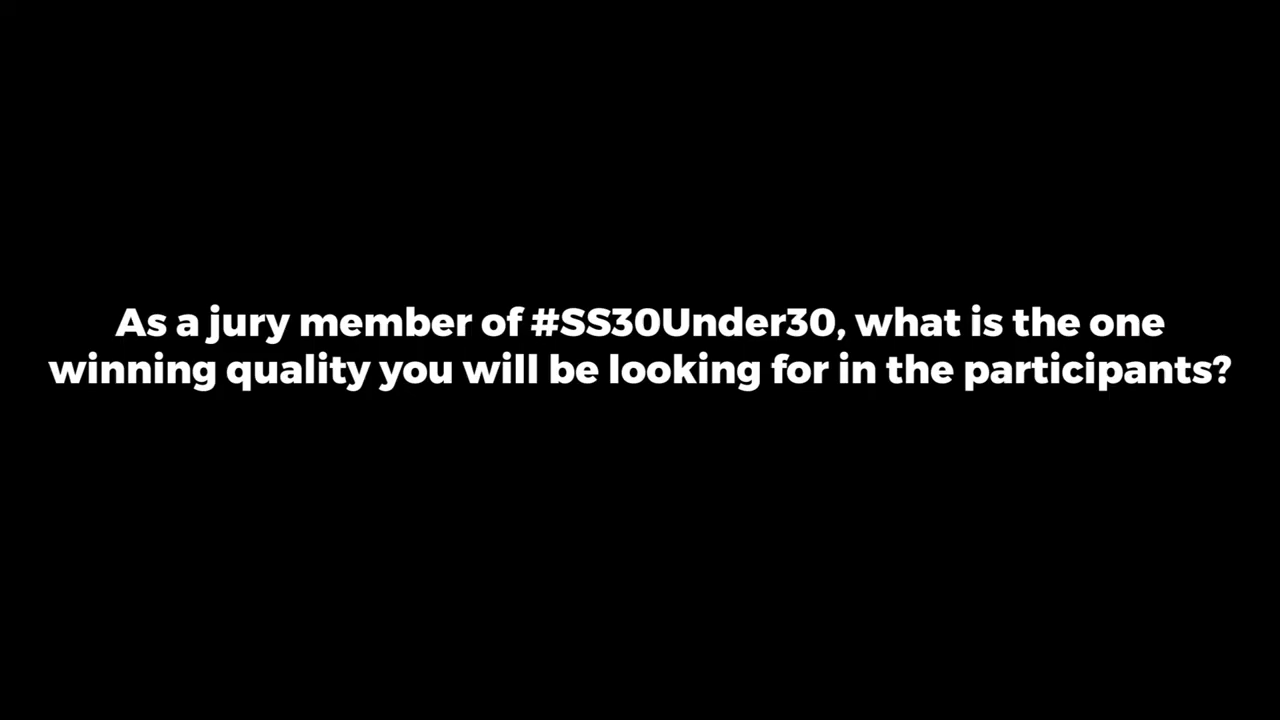 As a jury member of #SS30Under30, what is the one
winning quality you will be looking for in the participants?